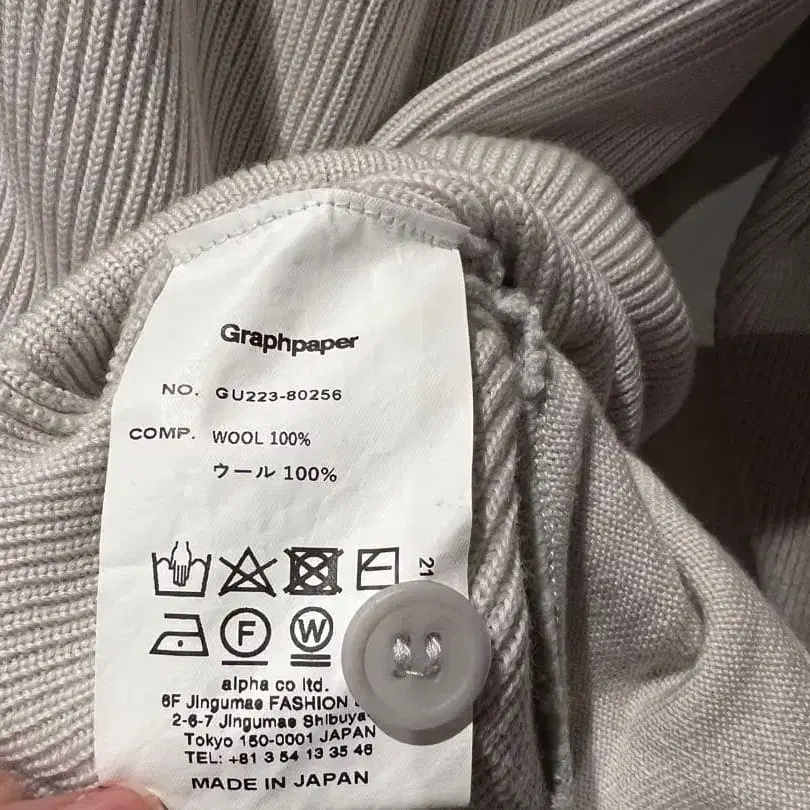 Graphpaper
NO. GU223-80256
COMP. WOOL 100%
ウール 100%
21
F W
alpha co ltd.
6F Jingumae FASHION
2-6-7 Jingumae Shibuya-
Tokyo 150-0001 JAPAN
TEL: +81 3 54 13 35 46
MADE IN JAPAN